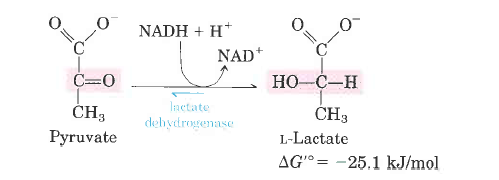 O O⁻
NADH + H⁺
O O⁻
C
NAD⁺
C
C=O
HO—C—H
lactate
dehydrogenase
CH₃
CH₃
Pyruvate
L-Lactate
ΔG′° = −25.1 kJ/mol